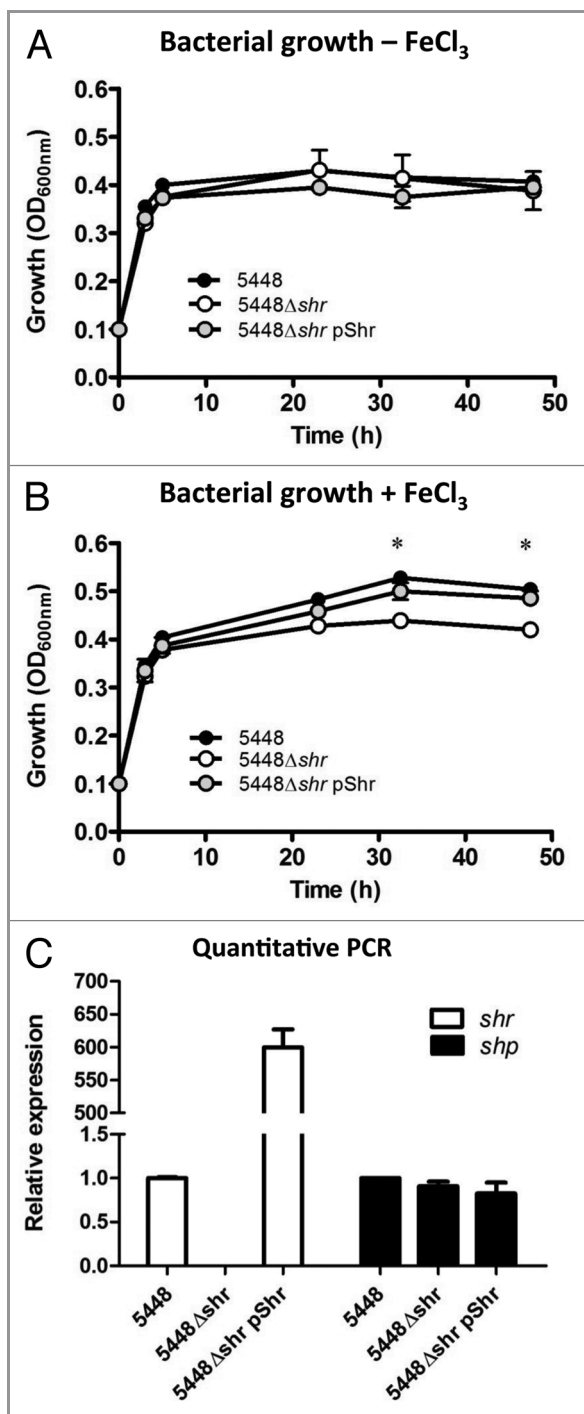 A Bacterial growth – FeCl₃
0.6
0.5
0.4
0.3
0.2
0.1
0.0
Growth (OD₆₀₀ₙₘ)
5448
5448Δshr
5448Δshr pShr
0 10 20 30 40 50
Time (h)
B Bacterial growth + FeCl₃
0.6
0.5
0.4
0.3
0.2
0.1
0.0
Growth (OD₆₀₀ₙₘ)
* *
5448
5448Δshr
5448Δshr pShr
0 10 20 30 40 50
Time (h)
C Quantitative PCR
700
650
600
550
500
1.5
1.0
0.5
0.0
Relative expression
shr
shp
5448
5448Δshr
5448Δshr pShr
5448
5448Δshr
5448Δshr pShr